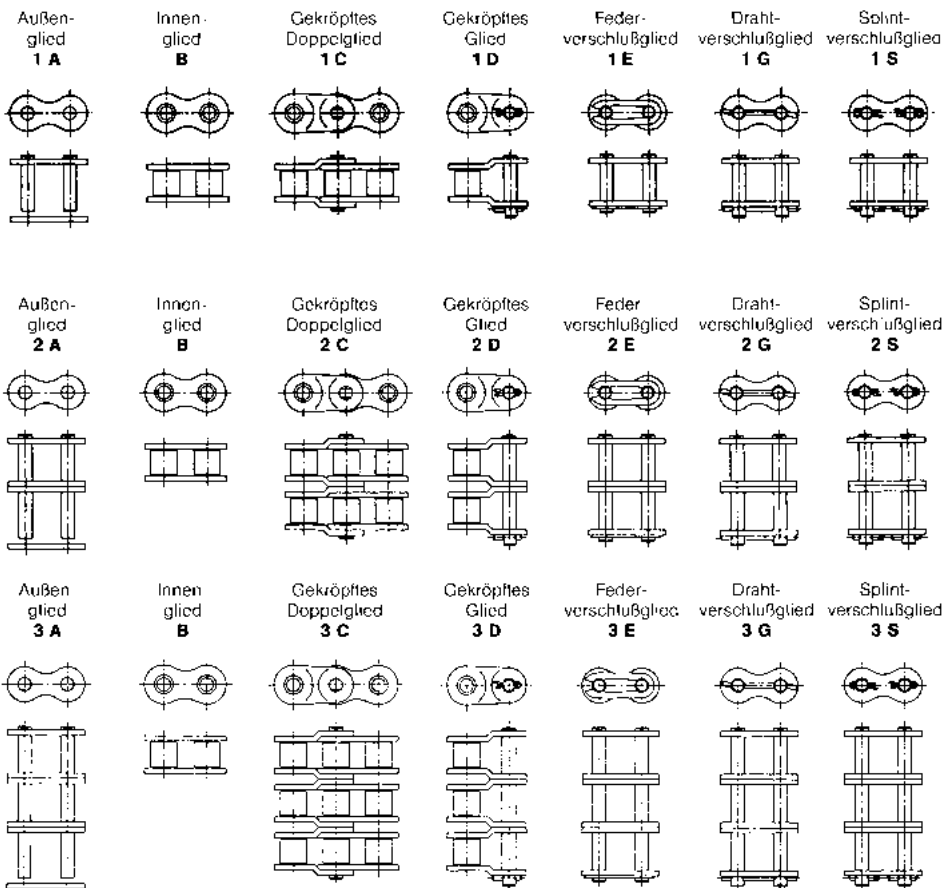 Außen-
glied
1 A
Innen-
glied
B
Gekröpftes
Doppelglied
1 C
Gekröpftes
Glied
1 D
Feder-
verschlußglied
1 E
Draht-
verschlußglied
1 G
Splint-
verschlußglied
1 S
Außen-
glied
2 A
Innen-
glied
B
Gekröpftes
Doppelglied
2 C
Gekröpftes
Glied
2 D
Feder
verschlußglied
2 E
Draht-
verschlußglied
2 G
Splint-
verschlußglied
2 S
Außen
glied
3 A
Innen
glied
B
Gekröpftes
Doppelglied
3 C
Gekröpftes
Glied
3 D
Feder-
verschlußglied
3 E
Draht-
verschlußglied
3 G
Splint-
verschlußglied
3 S